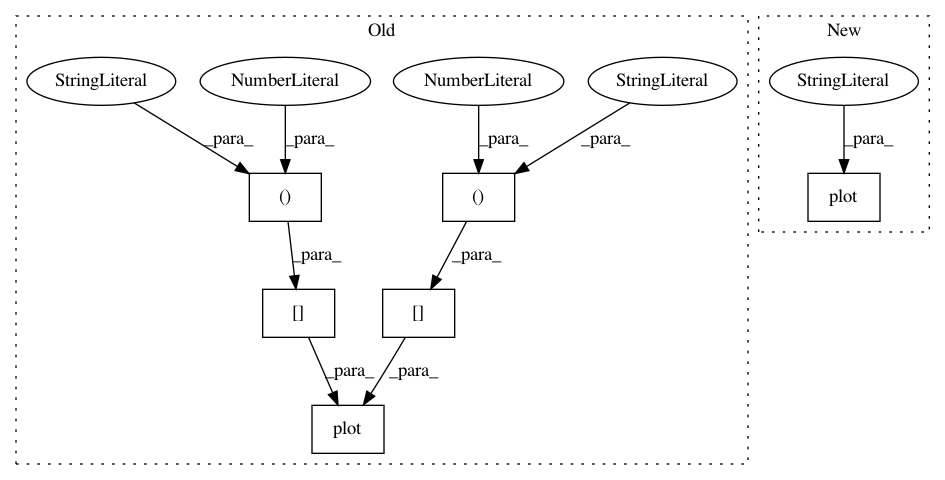 Old
New
StringLiteral
NumberLiteral
NumberLiteral
StringLiteral
StringLiteral
_para_
_para_
_para_
_para_
_para_
()
()
plot
_para_
_para_
[]
[]
_para_
_para_
plot